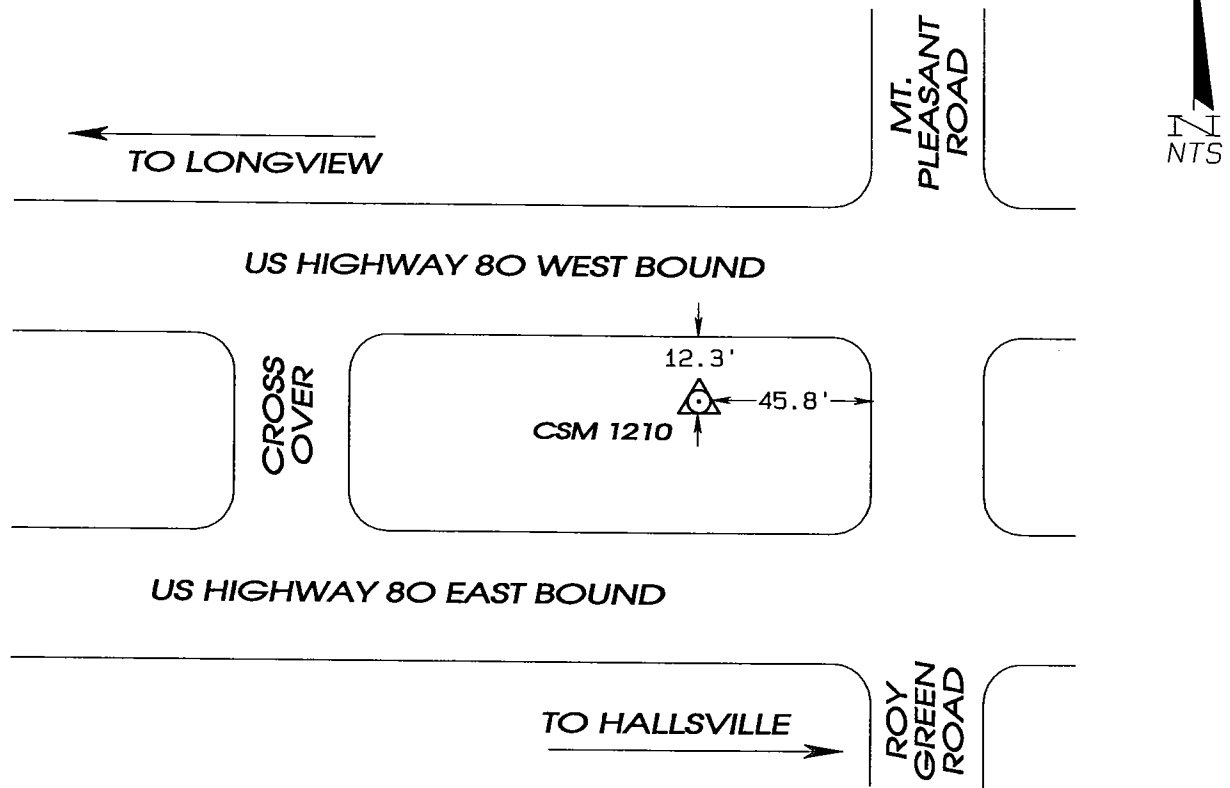 MT.
PLEASANT
ROAD
N
NTS
TO LONGVIEW
US HIGHWAY 80 WEST BOUND
CROSS
OVER
12.3'
45.8'
CSM 1210
US HIGHWAY 80 EAST BOUND
TO HALLSVILLE
ROY
GREEN
ROAD